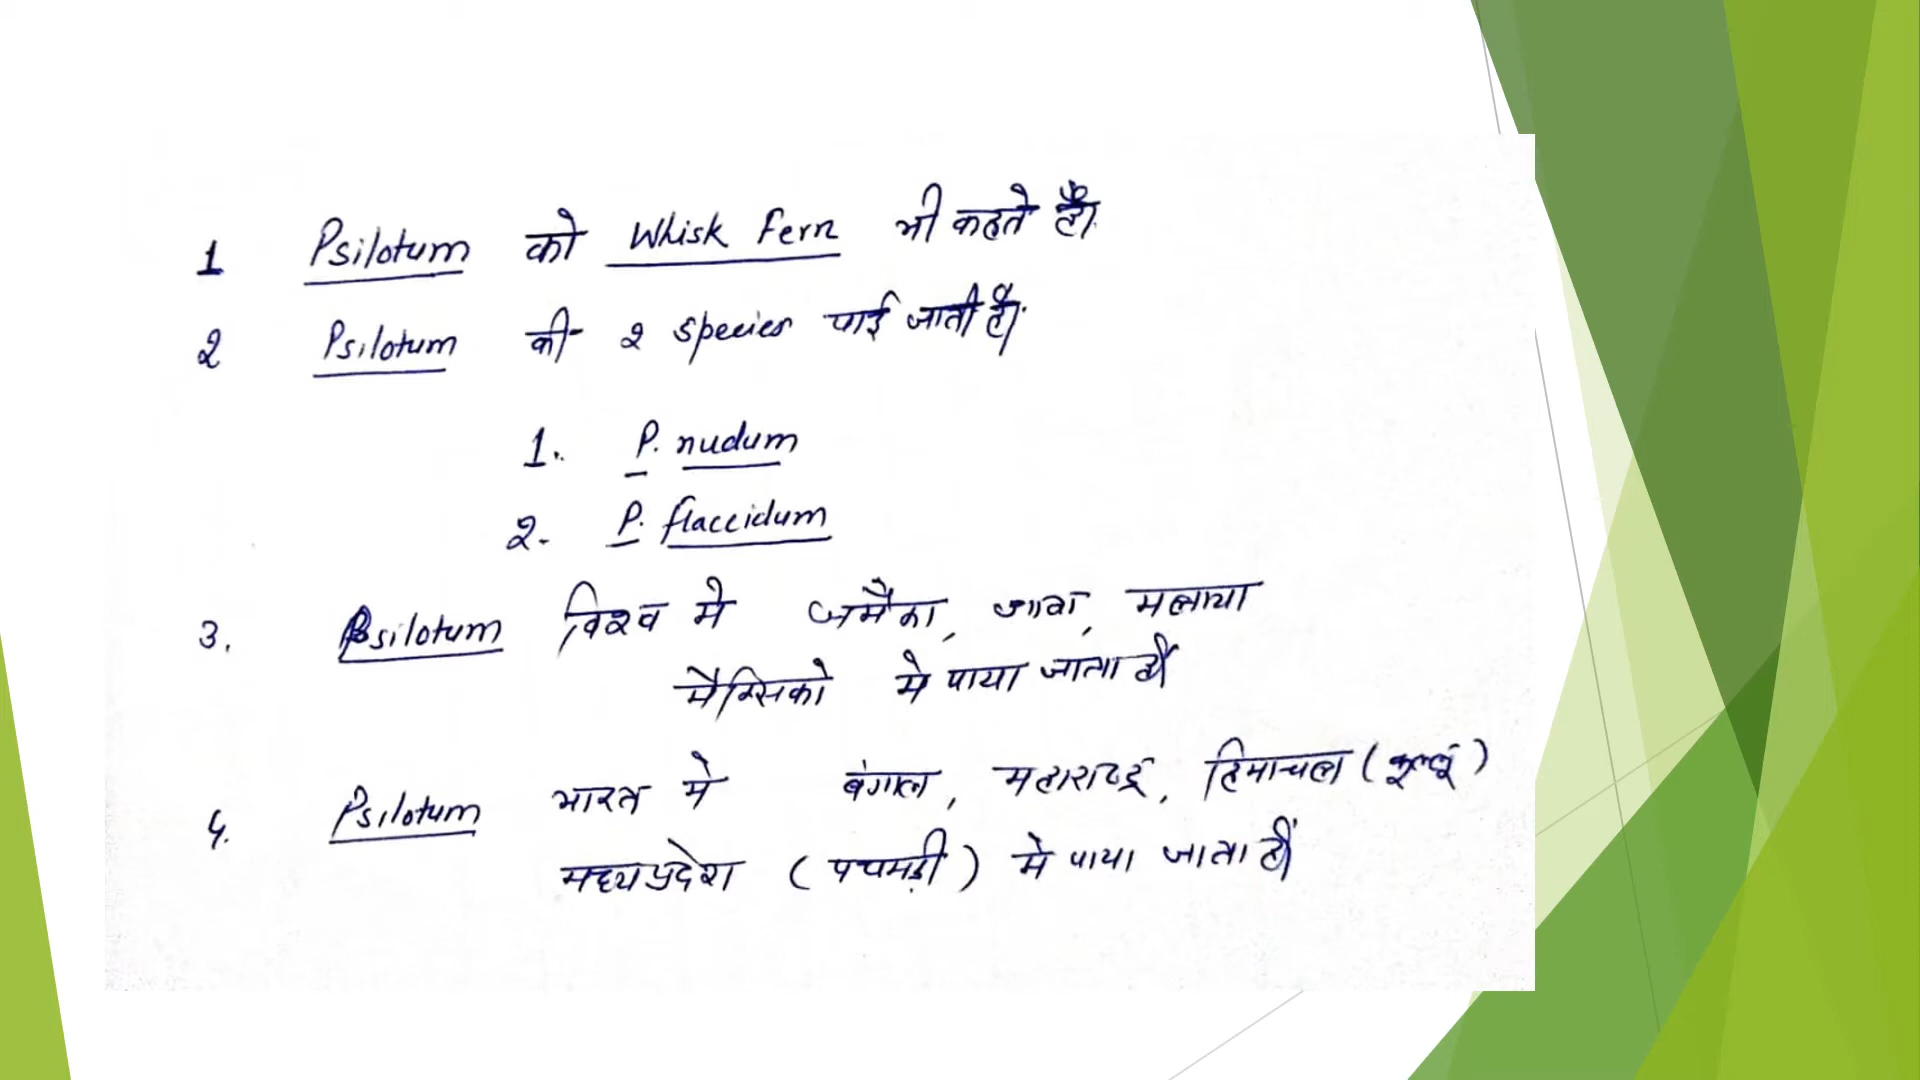 1 Psilotum को Whisk Fern भी कहते हैं।
2 Psilotum की 2 species पाई जाती हैं।
1. P. nudum
2. P. flaccidum
3. Psilotum विश्व में जमैका, जावा, मलाया
मैक्सिको में पाया जाता है।
4. Psilotum भारत में बंगाल, महाराष्ट्र, हिमाचल (कुल्लू)
मध्यप्रदेश (पचमढ़ी) में पाया जाता है।